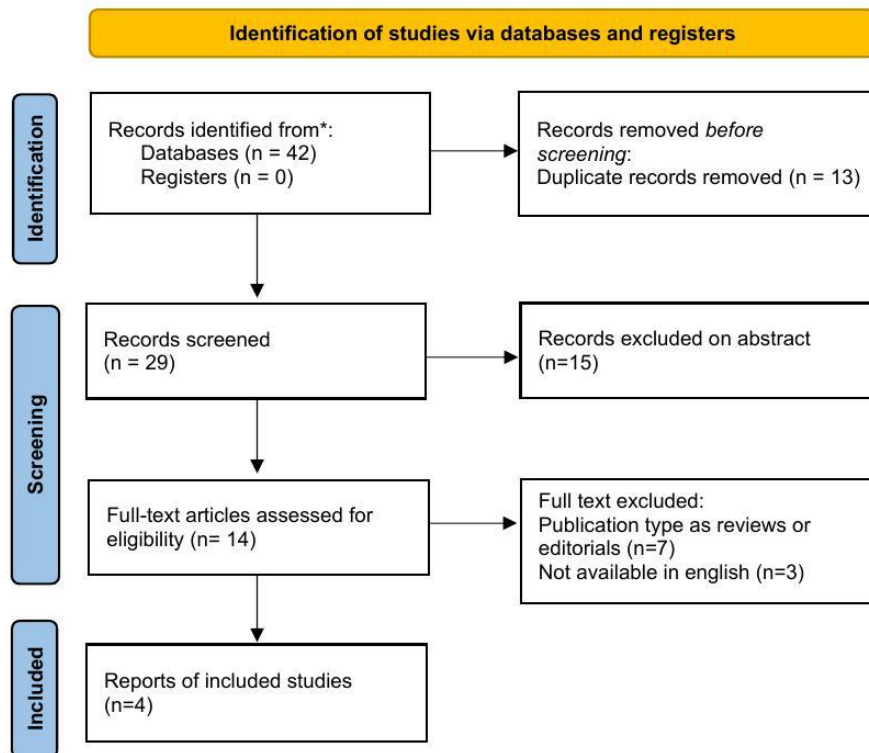 Identification of studies via databases and registers
Identification
Records identified from*:
Databases (n = 42)
Registers (n = 0)
Records removed before
screening:
Duplicate records removed (n = 13)
Screening
Records screened
(n = 29)
Records excluded on abstract
(n=15)
Full-text articles assessed for
eligibility (n= 14)
Full text excluded:
Publication type as reviews or
editorials (n=7)
Not available in english (n=3)
Included
Reports of included studies
(n=4)